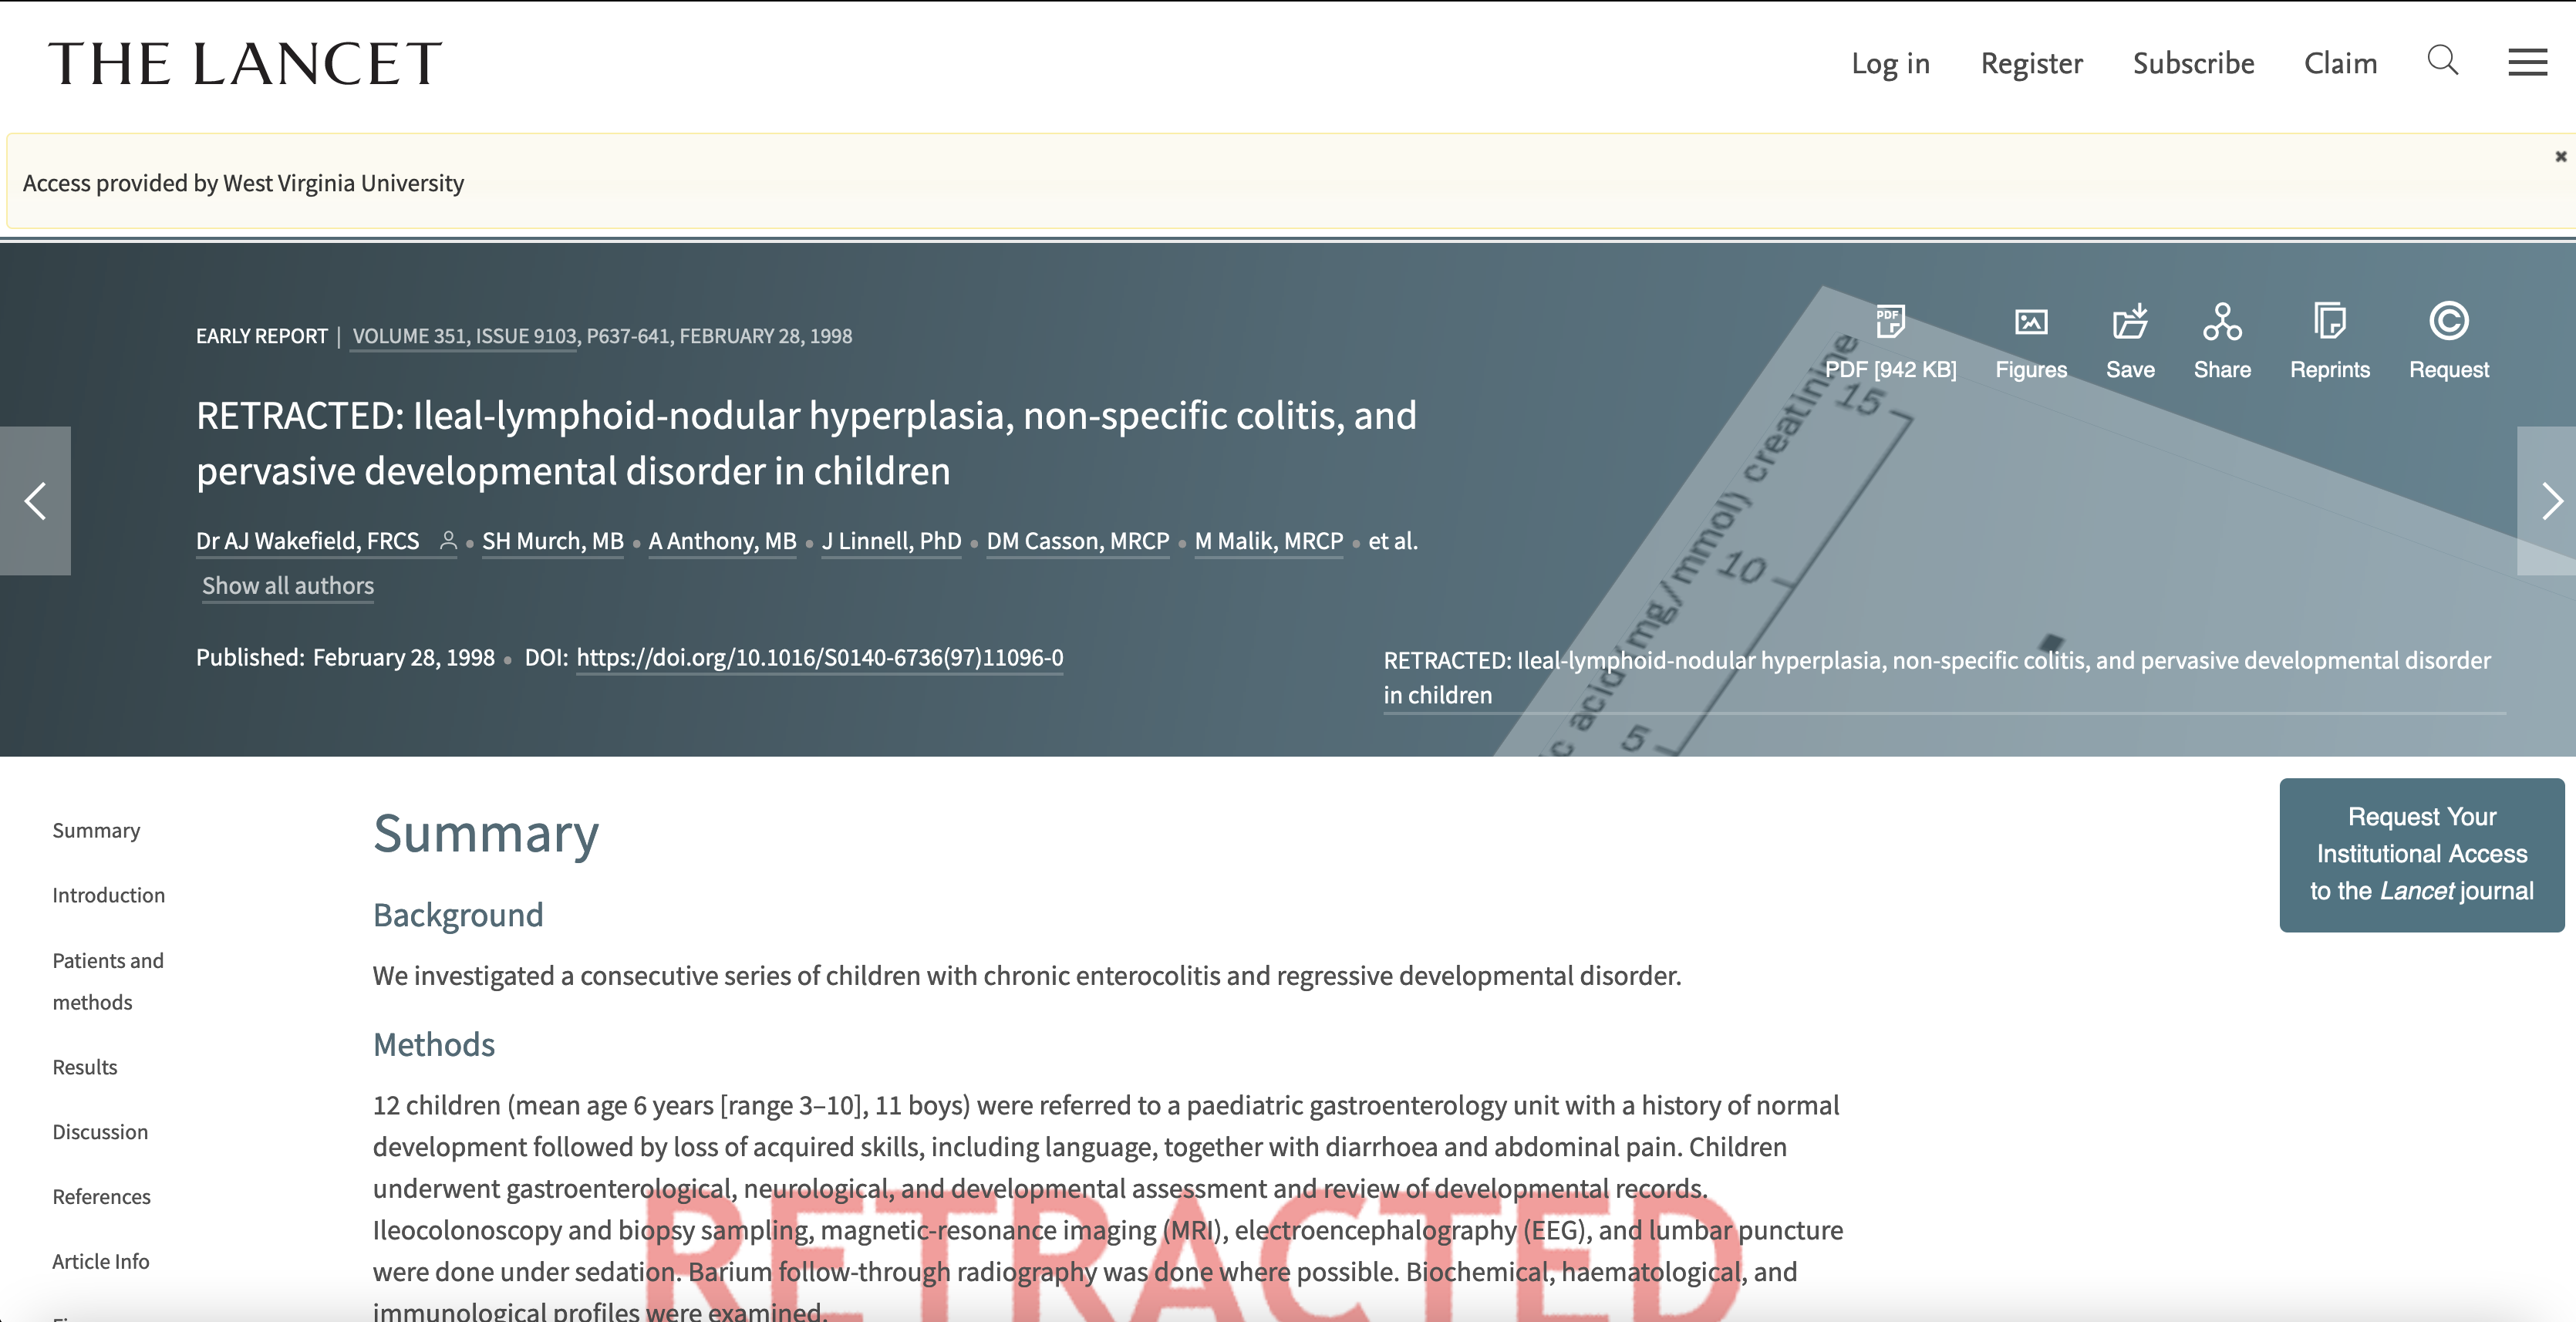 THE LANCET
Log in
Register
Subscribe
Claim
Access provided by West Virginia University
EARLY REPORT | VOLUME 351, ISSUE 9103, P637-641, FEBRUARY 28, 1998
PDF [942 KB]
Figures
Save
Share
Reprints
Request
RETRACTED: Ileal-lymphoid-nodular hyperplasia, non-specific colitis, and
pervasive developmental disorder in children
Dr AJ Wakefield, FRCS • SH Murch, MB • A Anthony, MB • J Linnell, PhD • DM Casson, MRCP • M Malik, MRCP • et al.
Show all authors
Published: February 28, 1998 • DOI: https://doi.org/10.1016/S0140-6736(97)11096-0
RETRACTED: Ileal-lymphoid-nodular hyperplasia, non-specific colitis, and pervasive developmental disorder
in children
c acid (mg/mmol) creatinine
15
10
5
Summary
Introduction
Patients and
methods
Results
Discussion
References
Article Info
Summary
Background
We investigated a consecutive series of children with chronic enterocolitis and regressive developmental disorder.
Methods
12 children (mean age 6 years [range 3–10], 11 boys) were referred to a paediatric gastroenterology unit with a history of normal
development followed by loss of acquired skills, including language, together with diarrhoea and abdominal pain. Children
underwent gastroenterological, neurological, and developmental assessment and review of developmental records.
Ileocolonoscopy and biopsy sampling, magnetic-resonance imaging (MRI), electroencephalography (EEG), and lumbar puncture
were done under sedation. Barium follow-through radiography was done where possible. Biochemical, haematological, and
immunological profiles were examined.
RETRACTED
Request Your
Institutional Access
to the Lancet journal